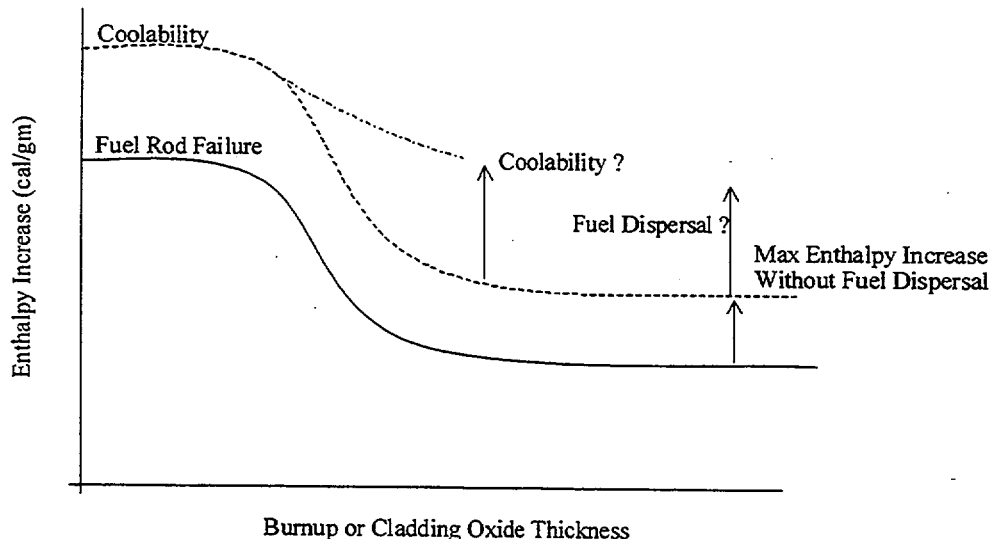 Coolability
Fuel Rod Failure
Coolability ?
Fuel Dispersal ?
Max Enthalpy Increase
Without Fuel Dispersal
Enthalpy Increase (cal/gm)
Burnup or Cladding Oxide Thickness